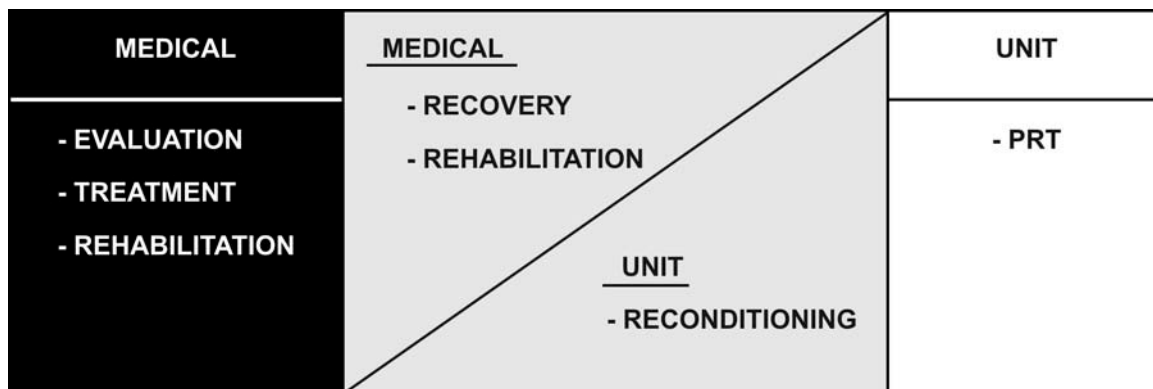 MEDICAL
- EVALUATION
- TREATMENT
- REHABILITATION
MEDICAL
- RECOVERY
- REHABILITATION
UNIT
- RECONDITIONING
UNIT
- PRT